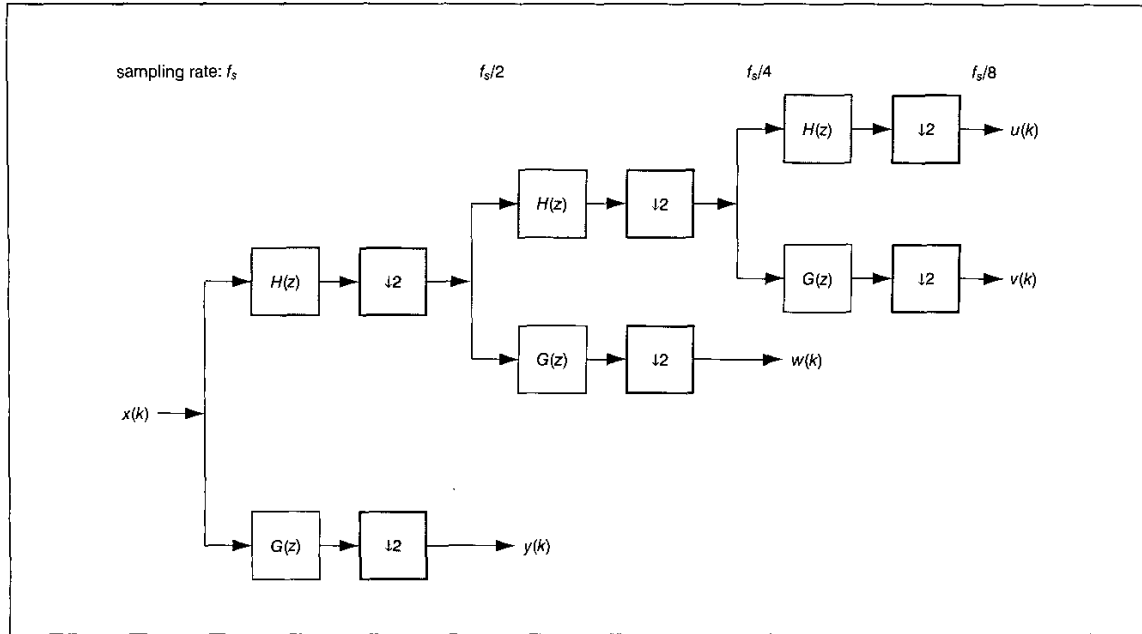 sampling rate: fs fs/2 fs/4 fs/8
H(z) ↓2 u(k)
H(z) ↓2
H(z) ↓2 G(z) ↓2 v(k)
G(z) ↓2 w(k)
x(k)
G(z) ↓2 y(k)